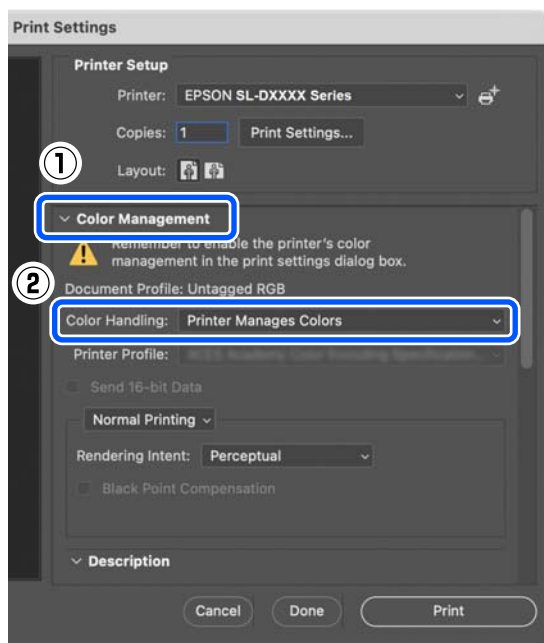 Print Settings
Printer Setup
Printer: EPSON SL-DXXXX Series
Copies: 1 Print Settings...
①
Layout:
Color Management
Remember to enable the printer's color
management in the print settings dialog box.
②
Document Profile: Untagged RGB
Color Handling: Printer Manages Colors
Printer Profile:
Send 16-bit Data
Normal Printing
Rendering Intent: Perceptual
Black Point Compensation
Description
Cancel Done Print